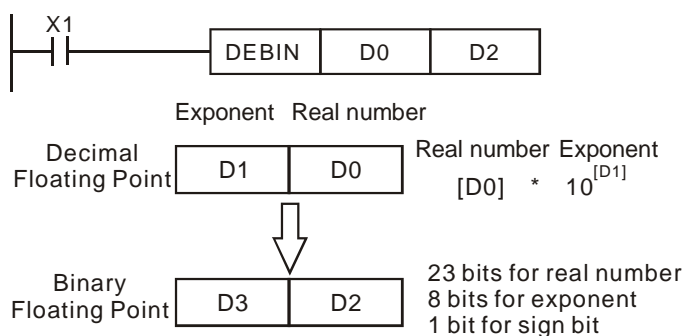 X1
DEBIN D0 D2
Exponent Real number
Decimal
Floating Point
D1 D0
Real number Exponent
[D0] * 10[D1]
Binary
Floating Point
D3 D2
23 bits for real number
8 bits for exponent
1 bit for sign bit